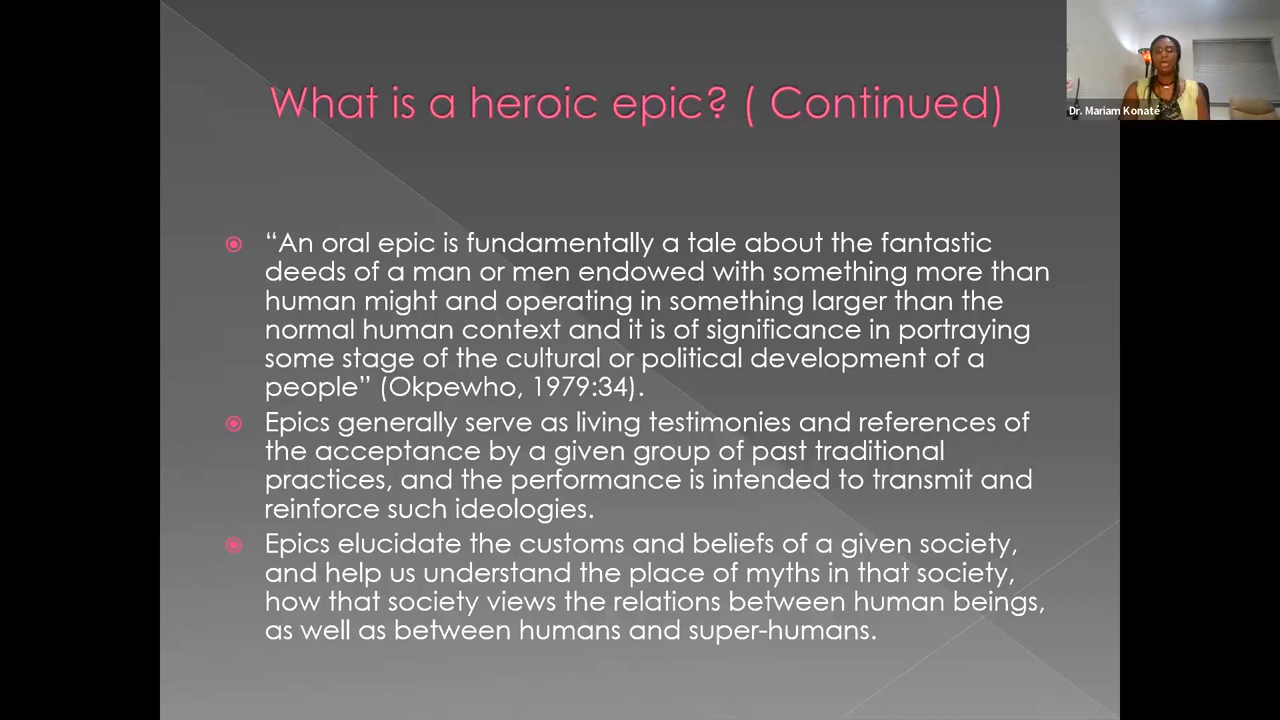 What is a heroic epic? ( Continued)
Dr. Mariam Konaté
“An oral epic is fundamentally a tale about the fantastic
deeds of a man or men endowed with something more than
human might and operating in something larger than the
normal human context and it is of significance in portraying
some stage of the cultural or political development of a
people” (Okpewho, 1979:34).
Epics generally serve as living testimonies and references of
the acceptance by a given group of past traditional
practices, and the performance is intended to transmit and
reinforce such ideologies.
Epics elucidate the customs and beliefs of a given society,
and help us understand the place of myths in that society,
how that society views the relations between human beings,
as well as between humans and super-humans.